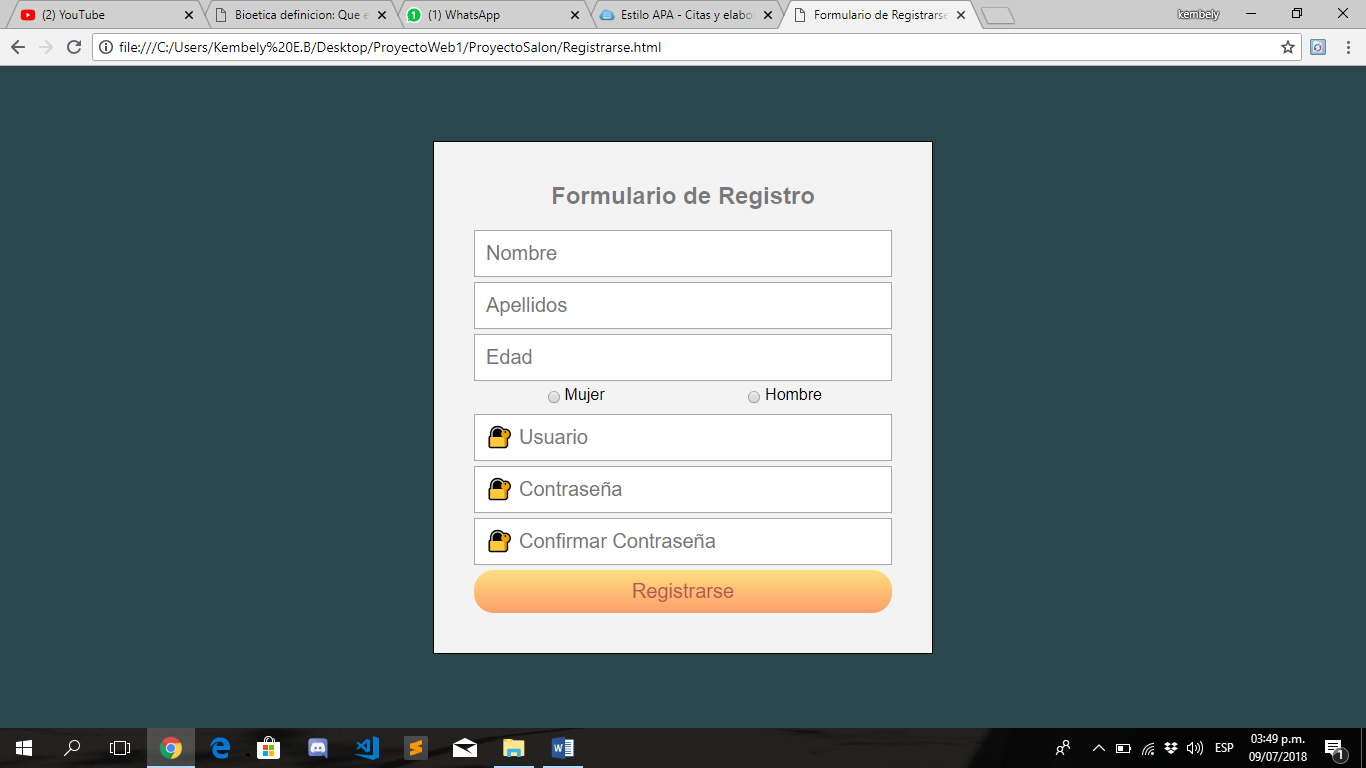 (2) YouTube
Bioetica definicion: Que e
(1) WhatsApp
Estilo APA - Citas y elabo
Formulario de Registrarse
kembely
file:///C:/Users/Kembely%20E.B/Desktop/ProyectoWeb1/ProyectoSalon/Registrarse.html
Formulario de Registro
Nombre
Apellidos
Edad
Mujer Hombre
Usuario
Contraseña
Confirmar Contraseña
Registrarse
ESP
03:49 p.m.
09/07/2018
1